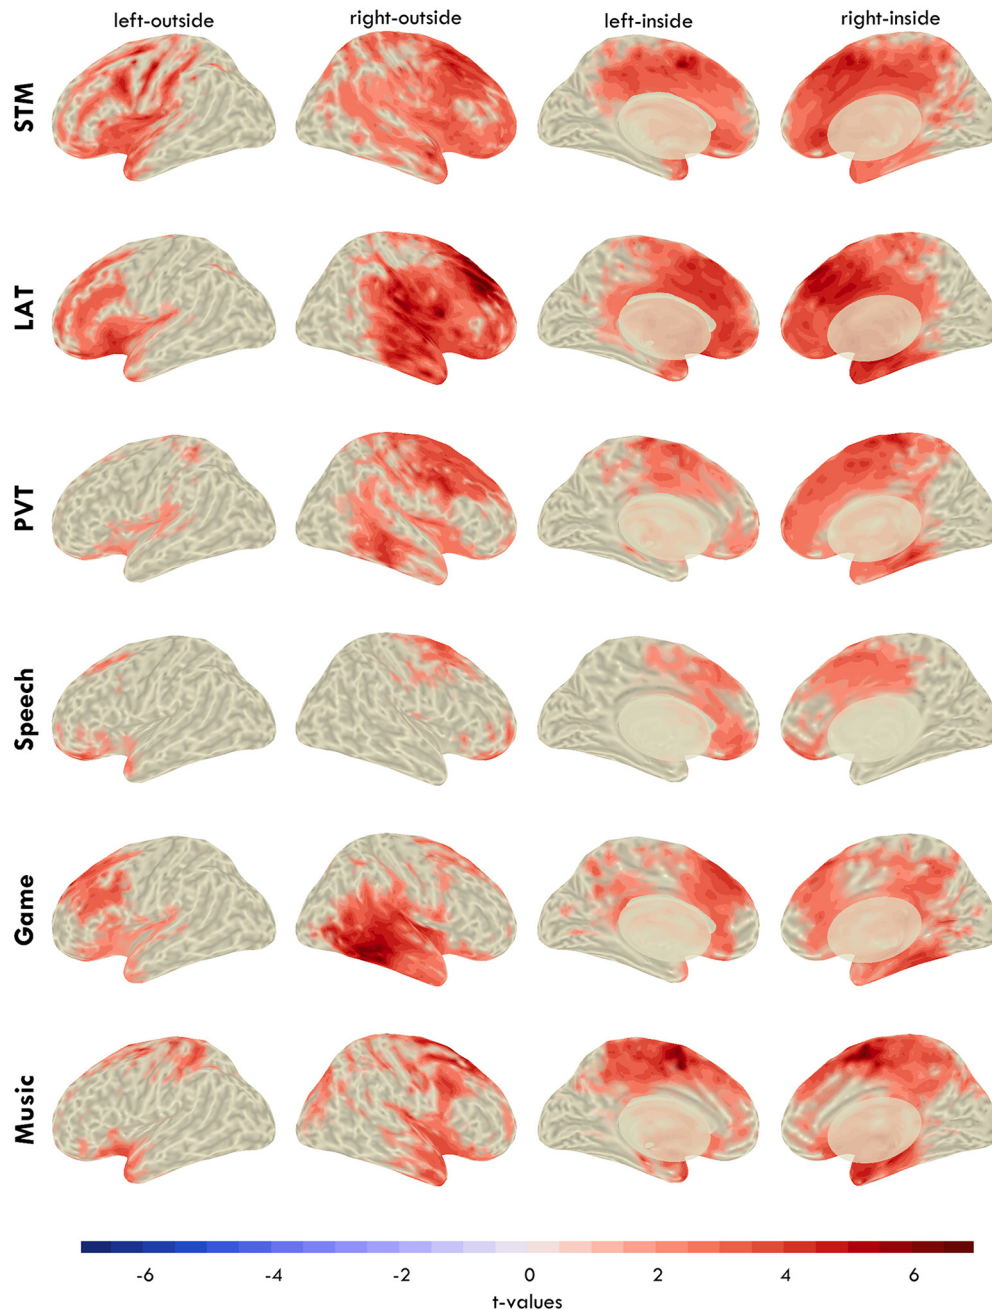 left-outside right-outside left-inside right-inside
STM
LAT
PVT
Speech
Game
Music
-6 -4 -2 0 2 4 6
t-values